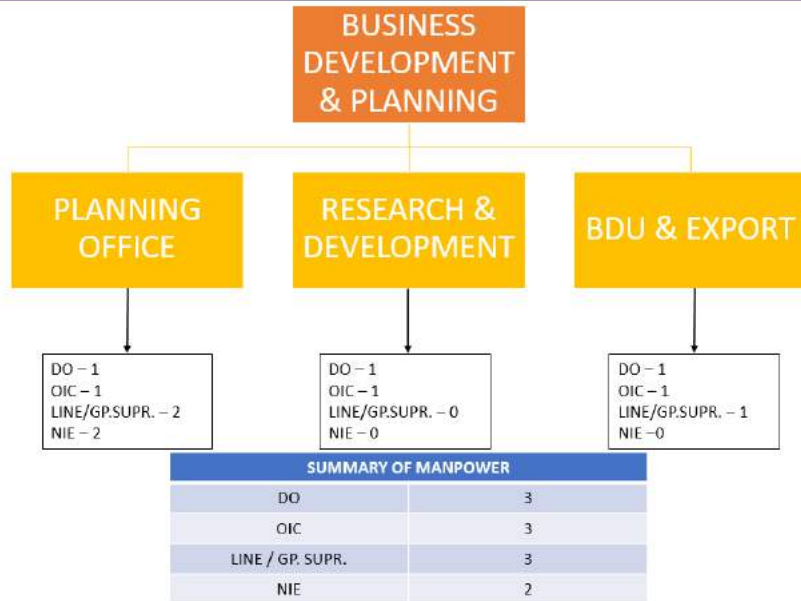 BUSINESS
DEVELOPMENT
& PLANNING
PLANNING
OFFICE
RESEARCH &
DEVELOPMENT
BDU & EXPORT
DO – 1
OIC – 1
LINE/GP.SUPR. – 2
NIE – 2
DO – 1
OIC – 1
LINE/GP.SUPR. – 0
NIE – 0
DO – 1
OIC – 1
LINE/GP.SUPR. – 1
NIE –0
SUMMARY OF MANPOWER
DO 3
OIC 3
LINE / GP. SUPR. 3
NIE 2